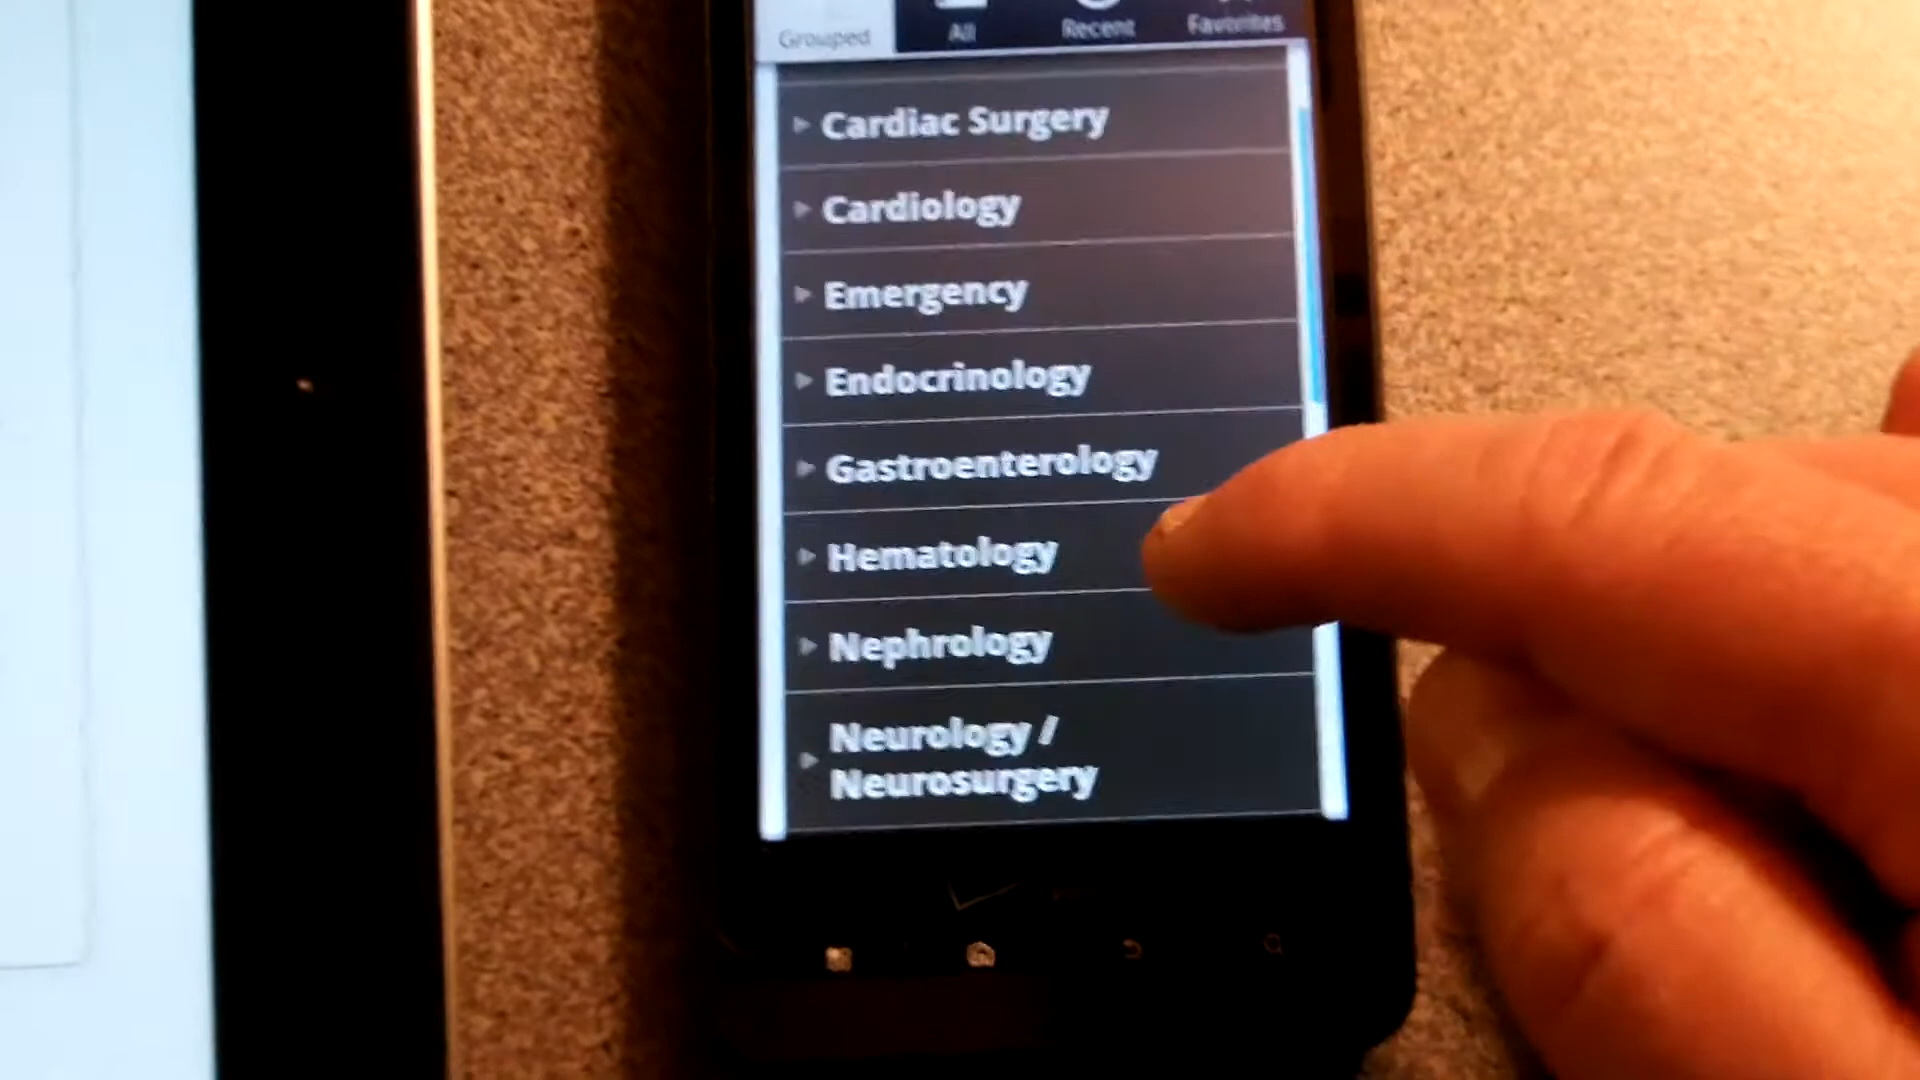 Grouped
All
Recent
Favorites
Cardiac Surgery
Cardiology
Emergency
Endocrinology
Gastroenterology
Hematology
Nephrology
Neurology /
Neurosurgery